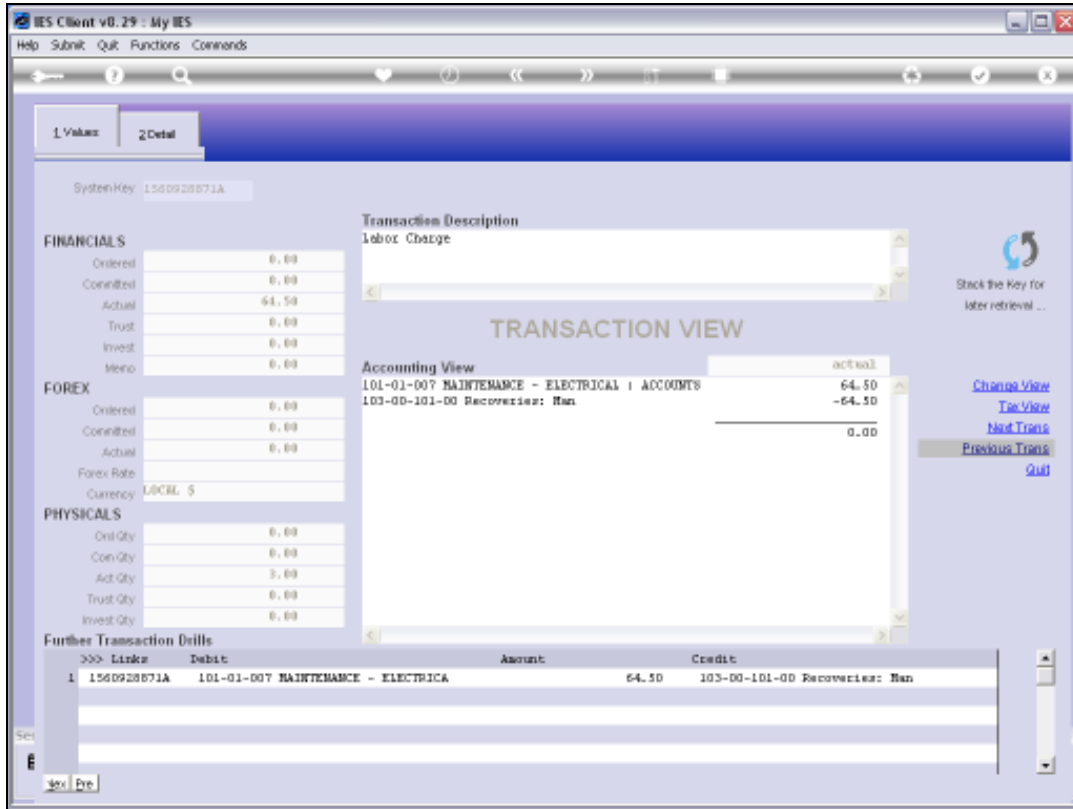 IES Client v8.29 : My IES
Help Submit Quit Functions Commands
1 Values 2 Detail
System Key 1560928871A
Transaction Description
FINANCIALS
labor Charge
Ordered 0.00
Committed 0.00
Actual 64.50
Trust 0.00
Invest 0.00
Memo 0.00
Stack the Key for
later retrieval ...
TRANSACTION VIEW
Accounting View actual
101-01-007 MAINTENANCE - ELECTRICAL | ACCOUNTS 64.50
103-00-101-00 Recoveries: Man -64.50
0.00
Change View
Tax View
Next Trans
Previous Trans
Quit
FOREX
Ordered 0.00
Committed 0.00
Actual 0.00
Forex Rate
Currency LOCAL $
PHYSICALS
Ord Qty 0.00
Com Qty 0.00
Act Qty 3.00
Trust Qty 0.00
Invest Qty 0.00
Further Transaction Drills
>>> Links Debit Amount Credit
1 1560928871A 101-01-007 MAINTENANCE - ELECTRICA 64.50 103-00-101-00 Recoveries: Man
Nex Pre